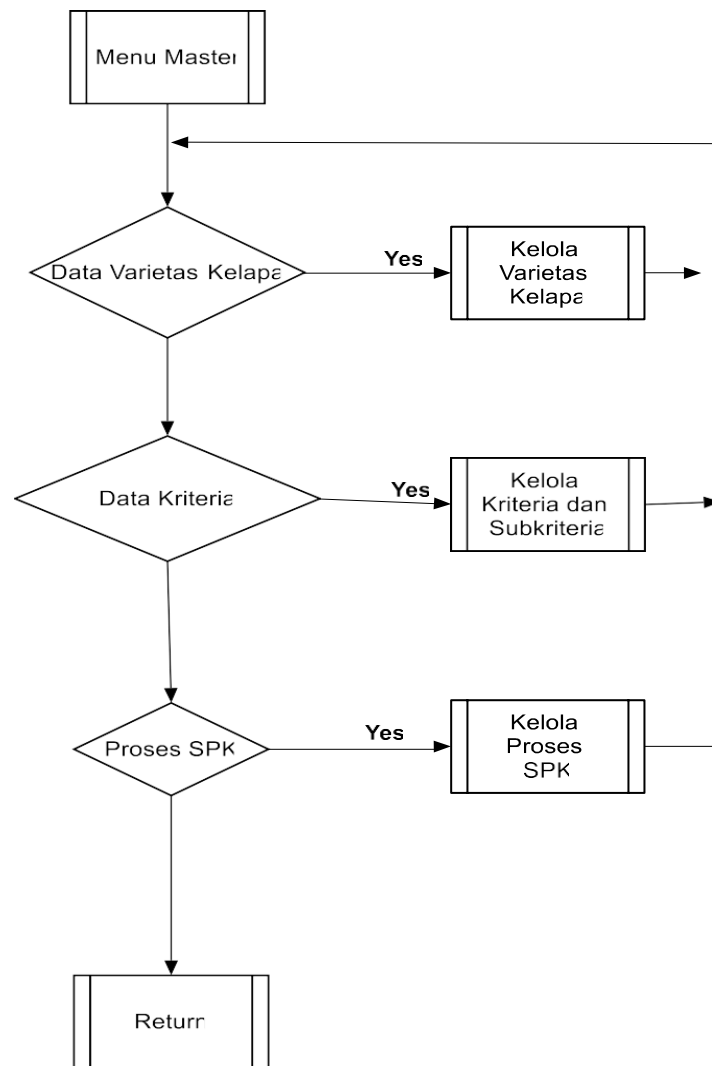 Menu Master
Data Varietas Kelapa
Yes
Kelola
Varietas
Kelapa
Data Kriteria
Yes
Kelola
Kriteria dan
Subkriteria
Proses SPK
Yes
Kelola
Proses
SPK
Return